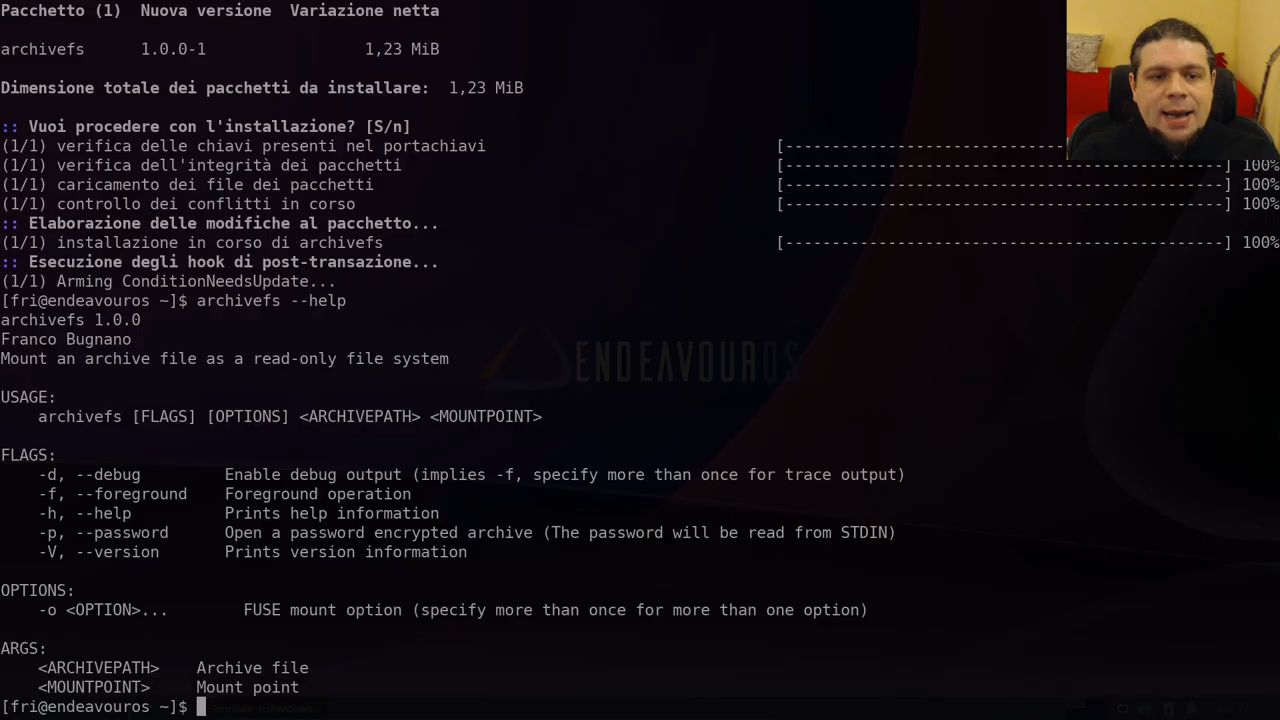 Pacchetto (1)  Nuova versione  Variazione netta
archivefs      1.0.0-1                 1,23 MiB
Dimensione totale dei pacchetti da installare:  1,23 MiB
:: Vuoi procedere con l'installazione? [S/n]
(1/1) verifica delle chiavi presenti nel portachiavi [-----------------------------
(1/1) verifica dell'integrità dei pacchetti [------------------------------------------------] 100%
(1/1) caricamento dei file dei pacchetti [------------------------------------------------] 100%
(1/1) controllo dei conflitti in corso [------------------------------------------------] 100%
:: Elaborazione delle modifiche al pacchetto...
(1/1) installazione in corso di archivefs [------------------------------------------------] 100%
:: Esecuzione degli hook di post-transazione...
(1/1) Arming ConditionNeedsUpdate...
[fri@endeavouros ~]$ archivefs --help
archivefs 1.0.0
Franco Bugnano
Mount an archive file as a read-only file system
ENDEAVOUROS
USAGE:
    archivefs [FLAGS] [OPTIONS] <ARCHIVEPATH> <MOUNTPOINT>
FLAGS:
    -d, --debug         Enable debug output (implies -f, specify more than once for trace output)
    -f, --foreground    Foreground operation
    -h, --help          Prints help information
    -p, --password      Open a password encrypted archive (The password will be read from STDIN)
    -V, --version       Prints version information
OPTIONS:
    -o <OPTION>...        FUSE mount option (specify more than once for more than one option)
ARGS:
    <ARCHIVEPATH>    Archive file
    <MOUNTPOINT>     Mount point
[fri@endeavouros ~]$